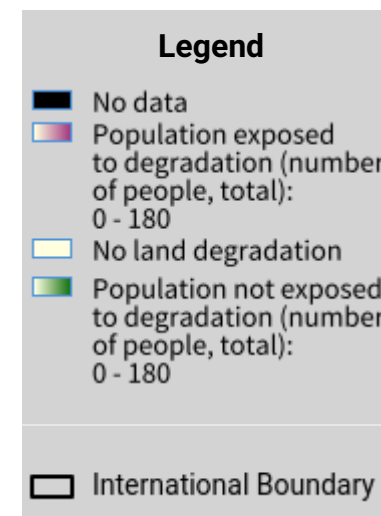 Legend
No data
Population exposed
to degradation (number
of people, total):
0 - 180
No land degradation
Population not exposed
to degradation (number
of people, total):
0 - 180
International Boundary